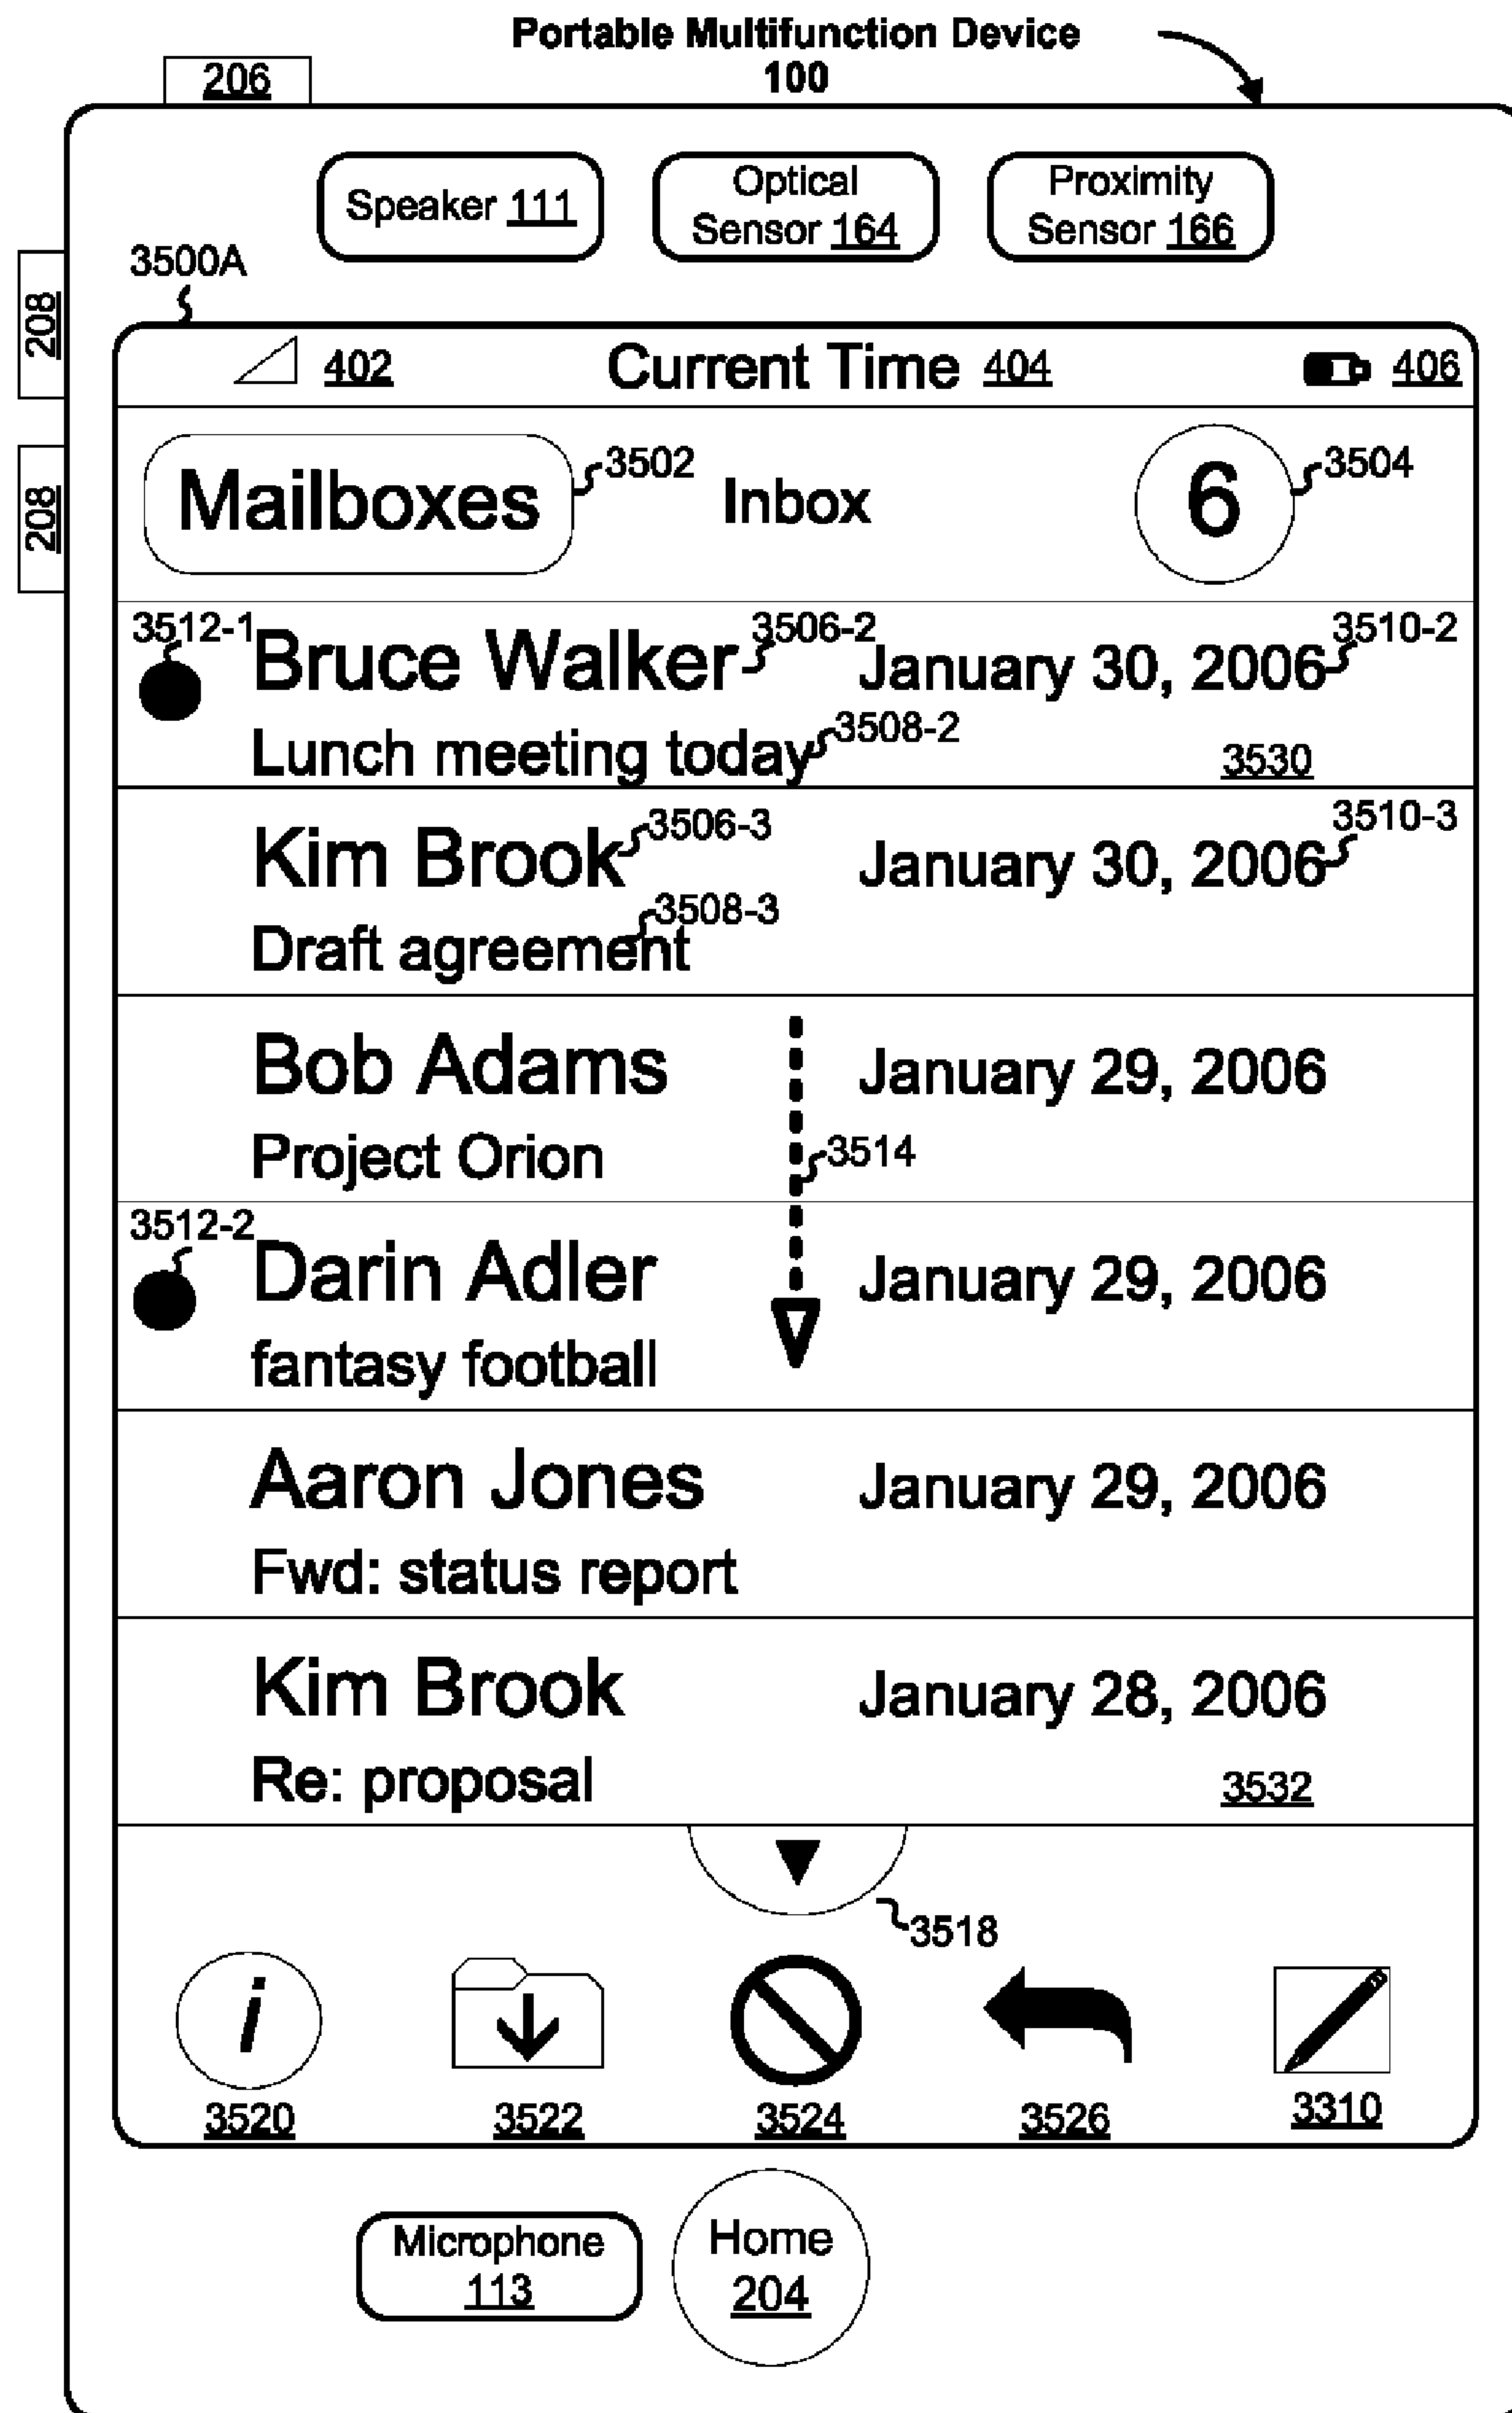 Portable Multifunction Device
100
206
Speaker 111
Optical
Sensor 164
Proximity
Sensor 166
3500A
208
208
402
Current Time 404
406
Mailboxes
3502
Inbox
6
3504
3512-1
Bruce Walker
3506-2
January 30, 2006
3510-2
Lunch meeting today
3508-2
3530
Kim Brook
3506-3
January 30, 2006
3510-3
3508-3
Draft agreement
Bob Adams
January 29, 2006
Project Orion
3514
3512-2
Darin Adler
January 29, 2006
fantasy football
Aaron Jones
January 29, 2006
Fwd: status report
Kim Brook
January 28, 2006
Re: proposal
3532
3518
i
3520
3522
3524
3526
3310
Microphone
113
Home
204